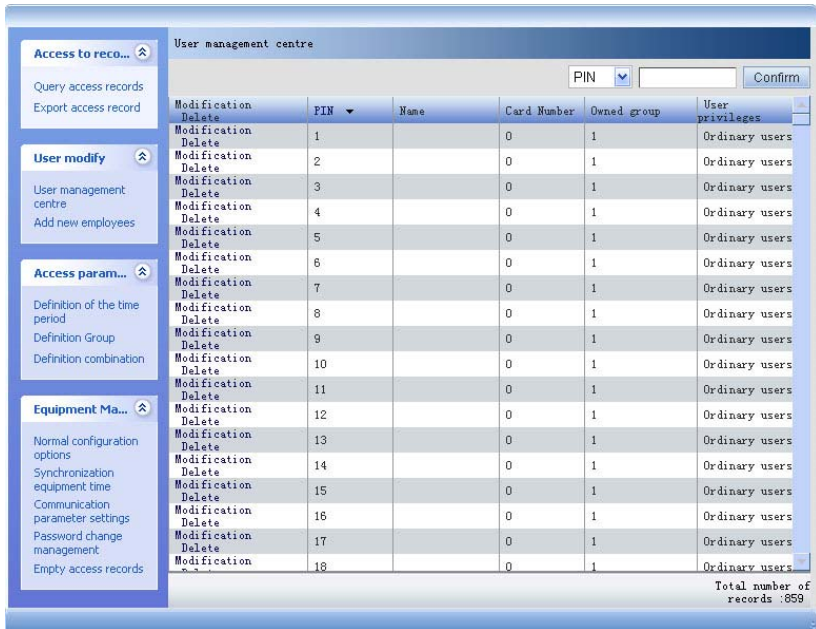 Access to reco...
Query access records
Export access record
User modify
User management
centre
Add new employees
Access param...
Definition of the time
period
Definition Group
Definition combination
Equipment Ma...
Normal configuration
options
Synchronization
equipment time
Communication
parameter settings
Password change
management
Empty access records
User management centre
PIN Confirm
Modification
Delete PIN Name Card Number Owned group User
privileges
Modification
Delete 1 0 1 Ordinary users
Modification
Delete 2 0 1 Ordinary users
Modification
Delete 3 0 1 Ordinary users
Modification
Delete 4 0 1 Ordinary users
Modification
Delete 5 0 1 Ordinary users
Modification
Delete 6 0 1 Ordinary users
Modification
Delete 7 0 1 Ordinary users
Modification
Delete 8 0 1 Ordinary users
Modification
Delete 9 0 1 Ordinary users
Modification
Delete 10 0 1 Ordinary users
Modification
Delete 11 0 1 Ordinary users
Modification
Delete 12 0 1 Ordinary users
Modification
Delete 13 0 1 Ordinary users
Modification
Delete 14 0 1 Ordinary users
Modification
Delete 15 0 1 Ordinary users
Modification
Delete 16 0 1 Ordinary users
Modification
Delete 17 0 1 Ordinary users
Modification
18 0 1 Ordinary users
Total number of
records :859